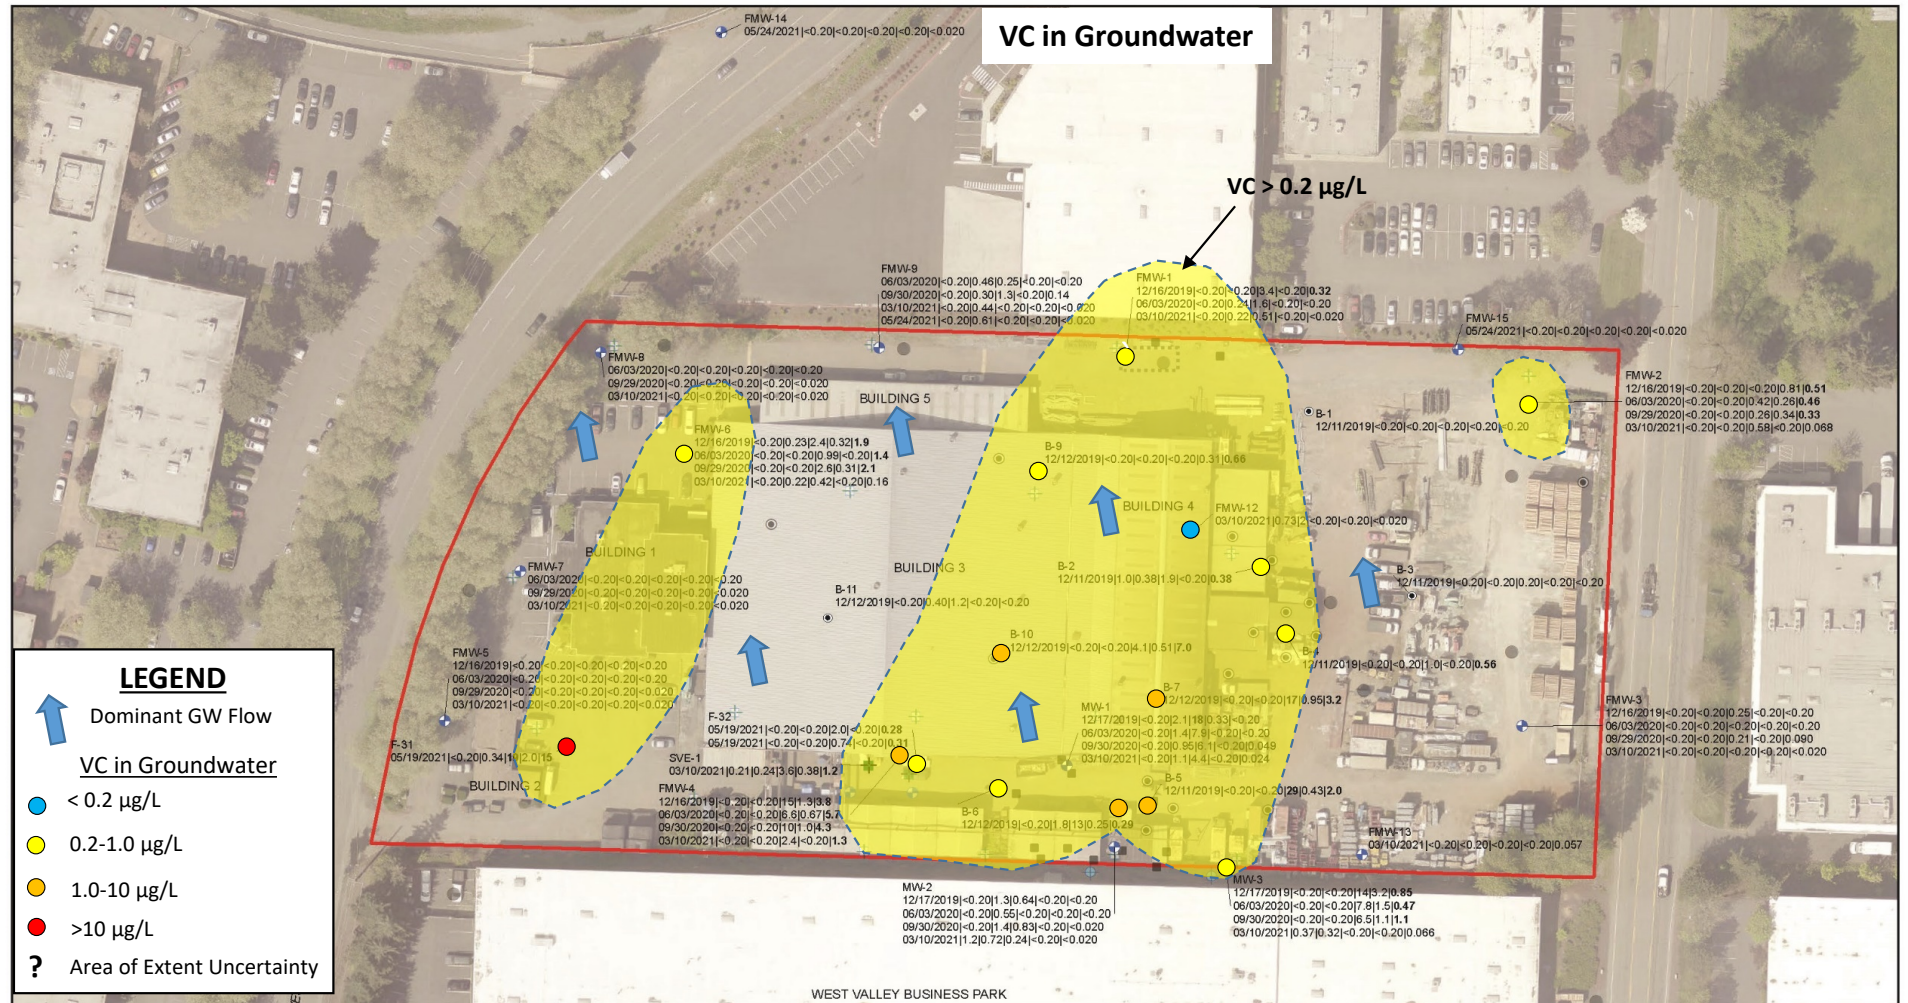 VC in Groundwater
FMW-14
05/24/2021|<0.20|<0.20|<0.20|<0.20|<0.020
VC > 0.2 µg/L
FMW-9
06/03/2020|<0.20|0.46|0.25|<0.20|<0.20
09/30/2020|<0.20|0.30|1.3|<0.20|0.14
03/10/2021|<0.20|0.44|<0.20|<0.20|<0.020
05/24/2021|<0.20|0.61|<0.20|<0.20|<0.020
FMW-1
12/16/2019|<0.20|<0.20|3.4|<0.20|0.32
06/03/2020|<0.20|0.24|1.6|<0.20|<0.20
03/10/2021|<0.20|0.22|0.51|<0.20|<0.020
FMW-15
05/24/2021|<0.20|<0.20|<0.20|<0.20|<0.020
FMW-8
06/03/2020|<0.20|<0.20|<0.20|<0.20|<0.20
09/29/2020|<0.20|<0.20|<0.20|<0.20|<0.020
03/10/2021|<0.20|<0.20|<0.20|<0.20|<0.020
FMW-2
12/16/2019|<0.20|<0.20|<0.20|0.81|0.51
06/03/2020|<0.20|<0.20|0.42|0.26|0.46
09/29/2020|<0.20|<0.20|0.26|0.34|0.33
03/10/2021|<0.20|<0.20|0.58|<0.20|0.068
BUILDING 5
B-1
12/11/2019|<0.20|<0.20|<0.20|<0.20|<0.20
FMW-6
12/16/2019|<0.20|0.23|2.4|0.32|1.9
06/03/2020|<0.20|<0.20|0.99|<0.20|1.4
09/29/2020|<0.20|<0.20|2.6|0.31|2.1
03/10/2021|<0.20|0.22|0.42|<0.20|0.16
B-9
12/12/2019|<0.20|<0.20|<0.20|0.31|0.66
BUILDING 4
FMW-12
03/10/2021|0.73|2|<0.20|<0.20|<0.020
BUILDING 1
BUILDING 3
FMW-7
06/03/2020|<0.20|<0.20|<0.20|<0.20|<0.20
09/29/2020|<0.20|<0.20|<0.20|<0.20|<0.020
03/10/2021|<0.20|<0.20|<0.20|<0.20|<0.020
B-2
12/11/2019|1.0|0.38|1.9|<0.20|0.38
B-3
12/11/2019|<0.20|<0.20|0.20|<0.20|<0.20
B-11
12/12/2019|<0.20|0.40|1.2|<0.20|<0.20
B-10
12/12/2019|<0.20|<0.20|4.1|0.51|7.0
12/11/2019|<0.20|<0.20|1.0|<0.20|0.56
FMW-5
12/16/2019|<0.20|<0.20|<0.20|<0.20|<0.20
06/03/2020|<0.20|<0.20|<0.20|<0.20|<0.20
09/29/2020|<0.20|<0.20|<0.20|<0.20|<0.020
03/10/2021|<0.20|<0.20|<0.20|<0.20|<0.020
B-7
12/12/2019|<0.20|<0.20|17|0.95|3.2
FMW-3
12/16/2019|<0.20|<0.20|0.25|<0.20|<0.20
06/03/2020|<0.20|<0.20|<0.20|<0.20|<0.20
09/29/2020|<0.20|<0.20|0.21|<0.20|0.090
03/10/2021|<0.20|<0.20|<0.20|<0.20|<0.020
MW-1
12/17/2019|<0.20|2.1|18|0.33|<0.20
06/03/2020|<0.20|1.4|7.9|<0.20|<0.20
09/30/2020|<0.20|0.95|6.1|<0.20|0.049
03/10/2021|<0.20|1.1|4.4|<0.20|0.024
F-32
05/19/2021|<0.20|<0.20|2.0|<0.20|0.28
05/19/2021|<0.20|<0.20|0.74|<0.20|0.31
F-31
05/19/2021|<0.20|0.34|2.0|15
SVE-1
03/10/2021|0.21|0.24|3.6|0.38|1.2
BUILDING 2
FMW-4
12/16/2019|<0.20|<0.20|15|1.3|3.8
06/03/2020|<0.20|<0.20|6.6|0.67|5.7
09/30/2020|<0.20|<0.20|10|1.0|4.3
03/10/2021|<0.20|<0.20|2.4|<0.20|1.3
B-5
12/11/2019|<0.20|<0.20|29|0.43|2.0
B-6
12/12/2019|<0.20|1.8|13|0.25|0.29
FMW-13
03/10/2021|<0.20|<0.20|<0.20|<0.20|0.057
MW-2
12/17/2019|<0.20|1.3|0.64|<0.20|<0.20
06/03/2020|<0.20|0.55|<0.20|<0.20|<0.20
09/30/2020|<0.20|1.4|0.83|<0.20|<0.020
03/10/2021|1.2|0.72|0.24|<0.20|<0.020
MW-3
12/17/2019|<0.20|<0.20|14|3.2|0.85
06/03/2020|<0.20|<0.20|7.8|1.5|0.47
09/30/2020|<0.20|<0.20|6.5|1.1|1.1
03/10/2021|0.37|0.32|<0.20|<0.20|0.066
WEST VALLEY BUSINESS PARK
LEGEND
Dominant GW Flow
VC in Groundwater
< 0.2 µg/L
0.2-1.0 µg/L
1.0-10 µg/L
>10 µg/L
? Area of Extent Uncertainty